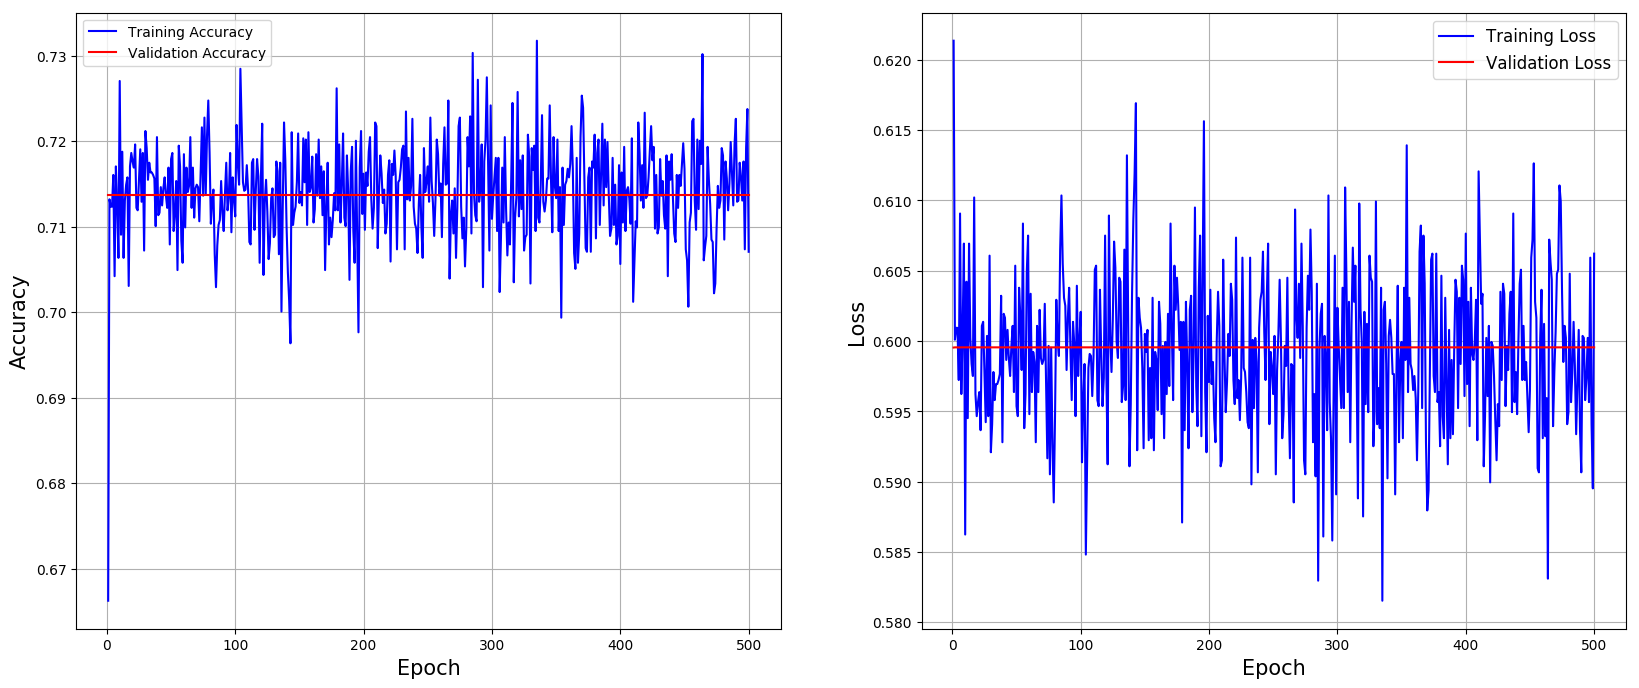 Training Accuracy
Validation Accuracy
0.73
0.72
0.71
0.70
0.69
0.68
0.67
Accuracy
0 100 200 300 400 500
Epoch
Training Loss
Validation Loss
0.620
0.615
0.610
0.605
0.600
0.595
0.590
0.585
0.580
Loss
0 100 200 300 400 500
Epoch